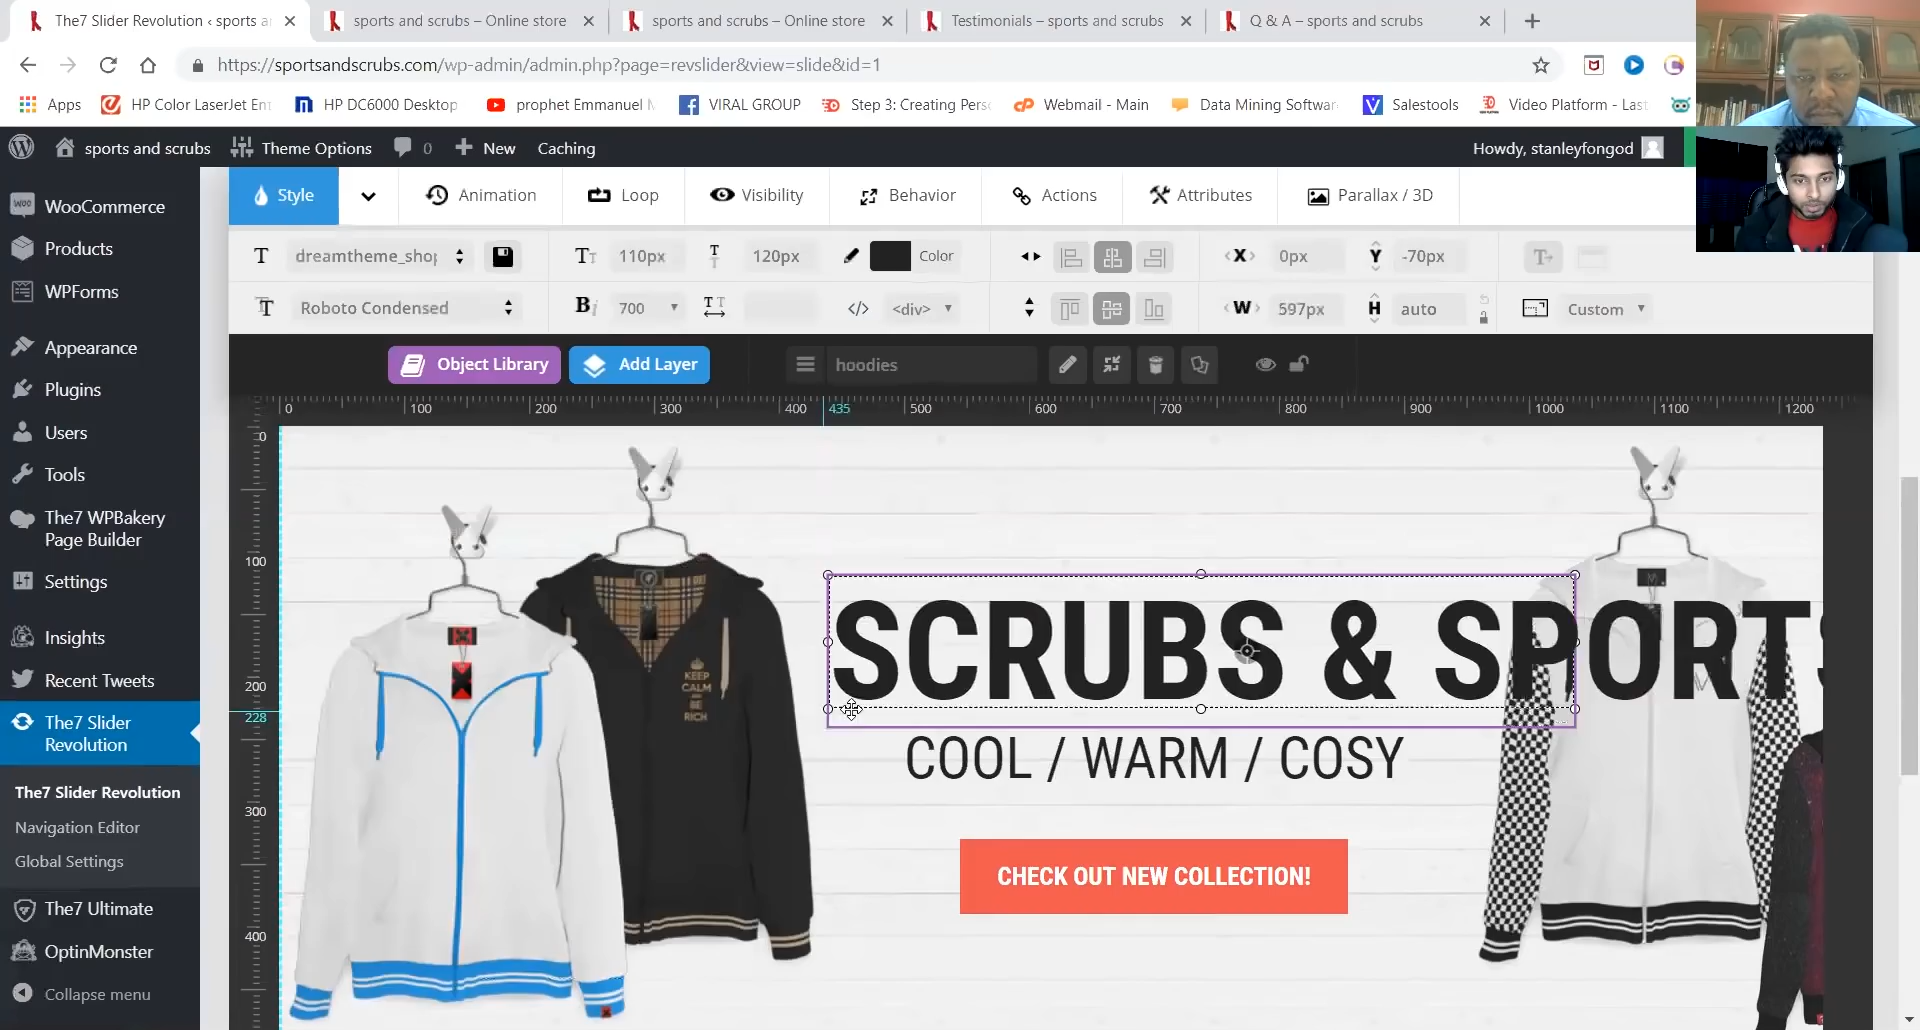 The7 Slider Revolution ‹ sports a
sports and scrubs – Online store
sports and scrubs – Online store
Testimonials – sports and scrubs
Q & A – sports and scrubs
https://sportsandscrubs.com/wp-admin/admin.php?page=revslider&view=slide&id=1
Apps
HP Color LaserJet En
HP DC6000 Desktop
prophet Emmanuel
VIRAL GROUP
Step 3: Creating Pers
Webmail - Main
Data Mining Softwar
Salestools
Video Platform - Last
sports and scrubs
Theme Options
0
New
Caching
Howdy, stanleyfongod
WooCommerce
Products
WPForms
Appearance
Plugins
Users
Tools
The7 WPBakery
Page Builder
Settings
Insights
Recent Tweets
The7 Slider
Revolution
The7 Slider Revolution
Navigation Editor
Global Settings
The7 Ultimate
OptinMonster
Collapse menu
Style
Animation
Loop
Visibility
Behavior
Actions
Attributes
Parallax / 3D
dreamtheme_shop
110px
120px
Color
X
0px
Y
-70px
Roboto Condensed
700
<div>
W
597px
H
auto
Custom
Object Library
Add Layer
hoodies
0
100
200
300
400
435
500
600
700
800
900
1000
1100
1200
0
100
200
228
300
400
KEEP
CALM
AND
BE
RICH
SCRUBS & SPORTS
COOL / WARM / COSY
CHECK OUT NEW COLLECTION!